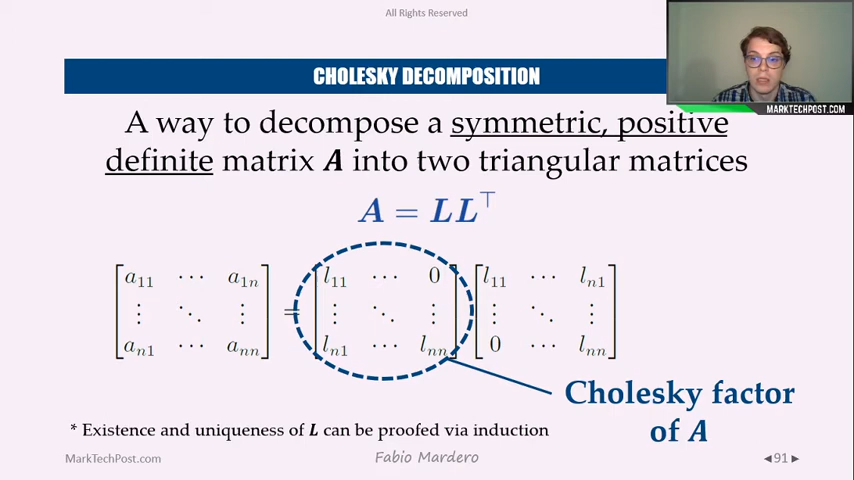 All Rights Reserved
CHOLESKY DECOMPOSITION
MARKTECHPOST.COM
A way to decompose a symmetric, positive
definite matrix A into two triangular matrices
A = LL⊤
[a11 ⋯ a1n] [l11 ⋯ 0] [l11 ⋯ ln1]
[⋮ ⋱ ⋮] = [⋮ ⋱ ⋮] [⋮ ⋱ ⋮]
[an1 ⋯ ann] [ln1 ⋯ lnn] [0 ⋯ lnn]
Cholesky factor
of A
* Existence and uniqueness of L can be proofed via induction
MarkTechPost.com
Fabio Mardero
◄91►